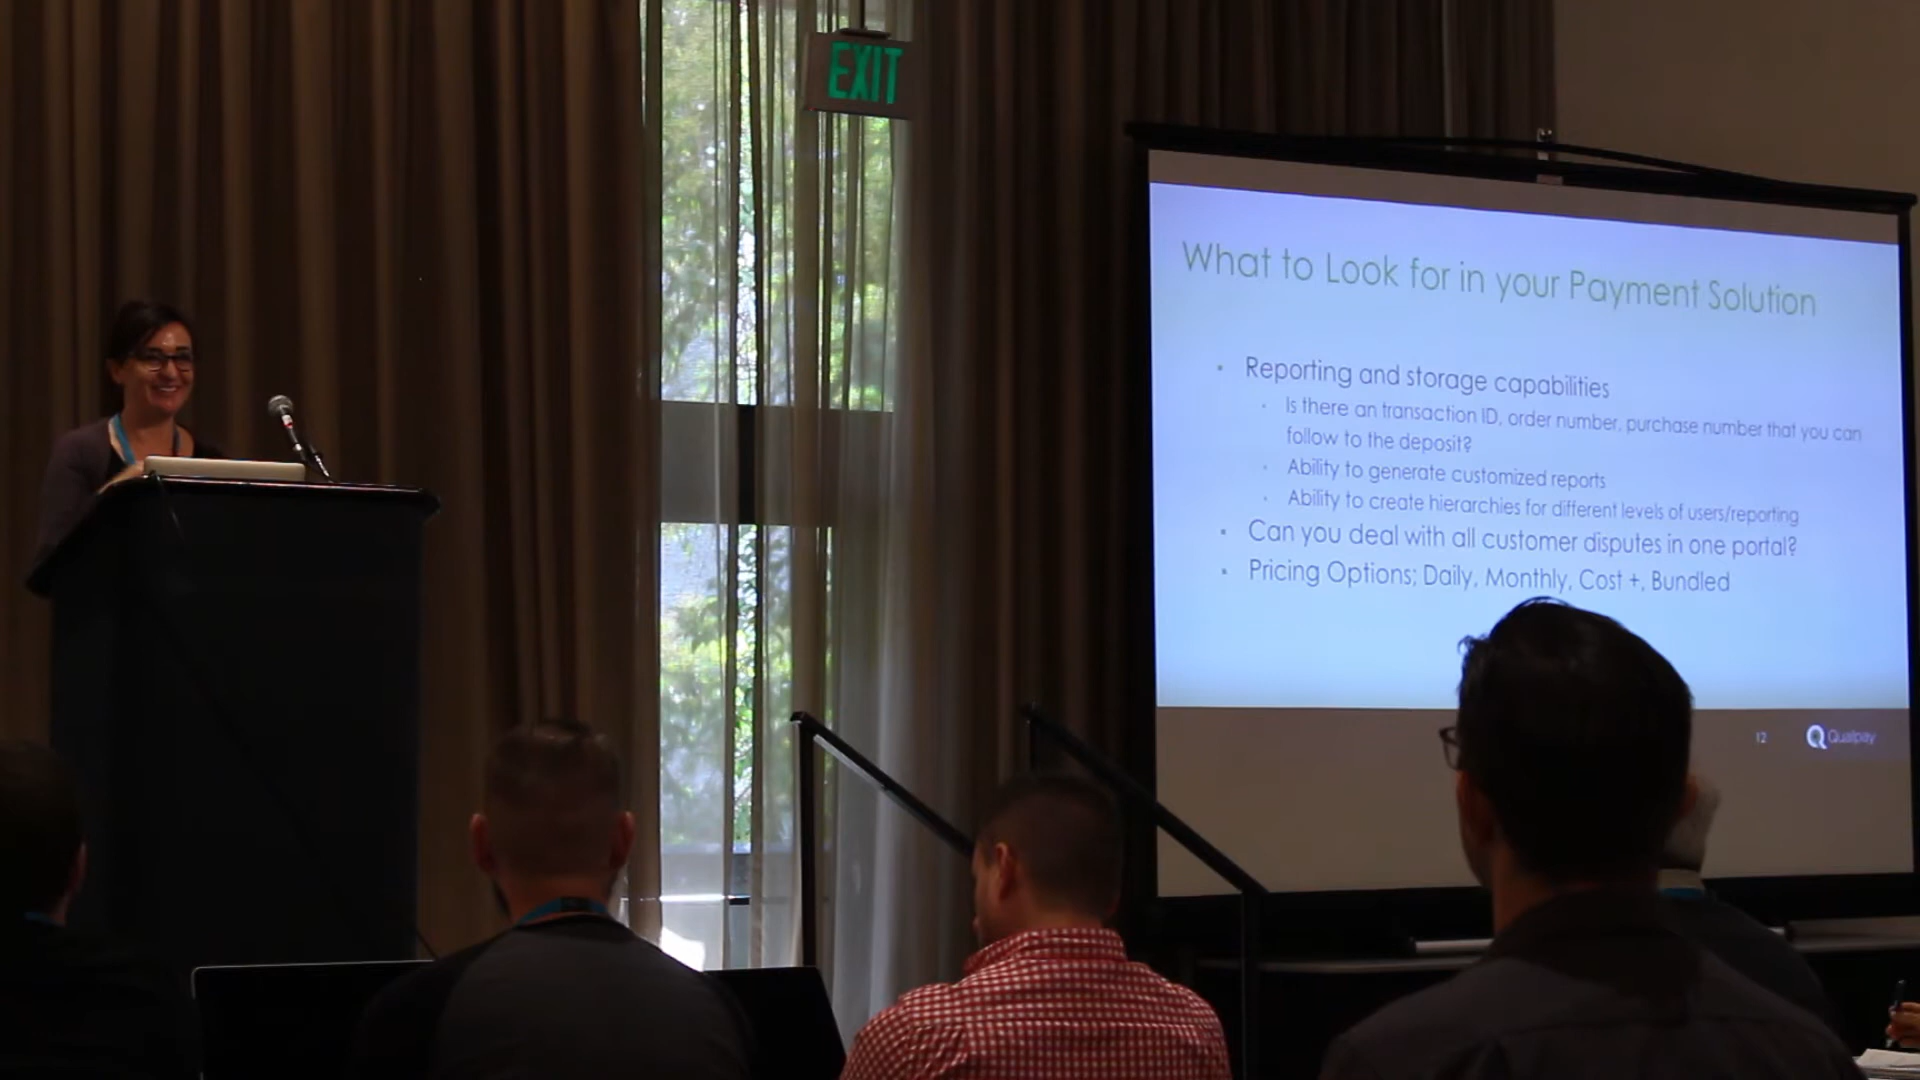 EXIT
What to Look for in your Payment Solution
Reporting and storage capabilities
Is there an transaction ID, order number, purchase number that you can
follow to the deposit?
Ability to generate customized reports
Ability to create hierarchies for different levels of users/reporting
Can you deal with all customer disputes in one portal?
Pricing Options; Daily, Monthly, Cost +, Bundled
12
Qualpay